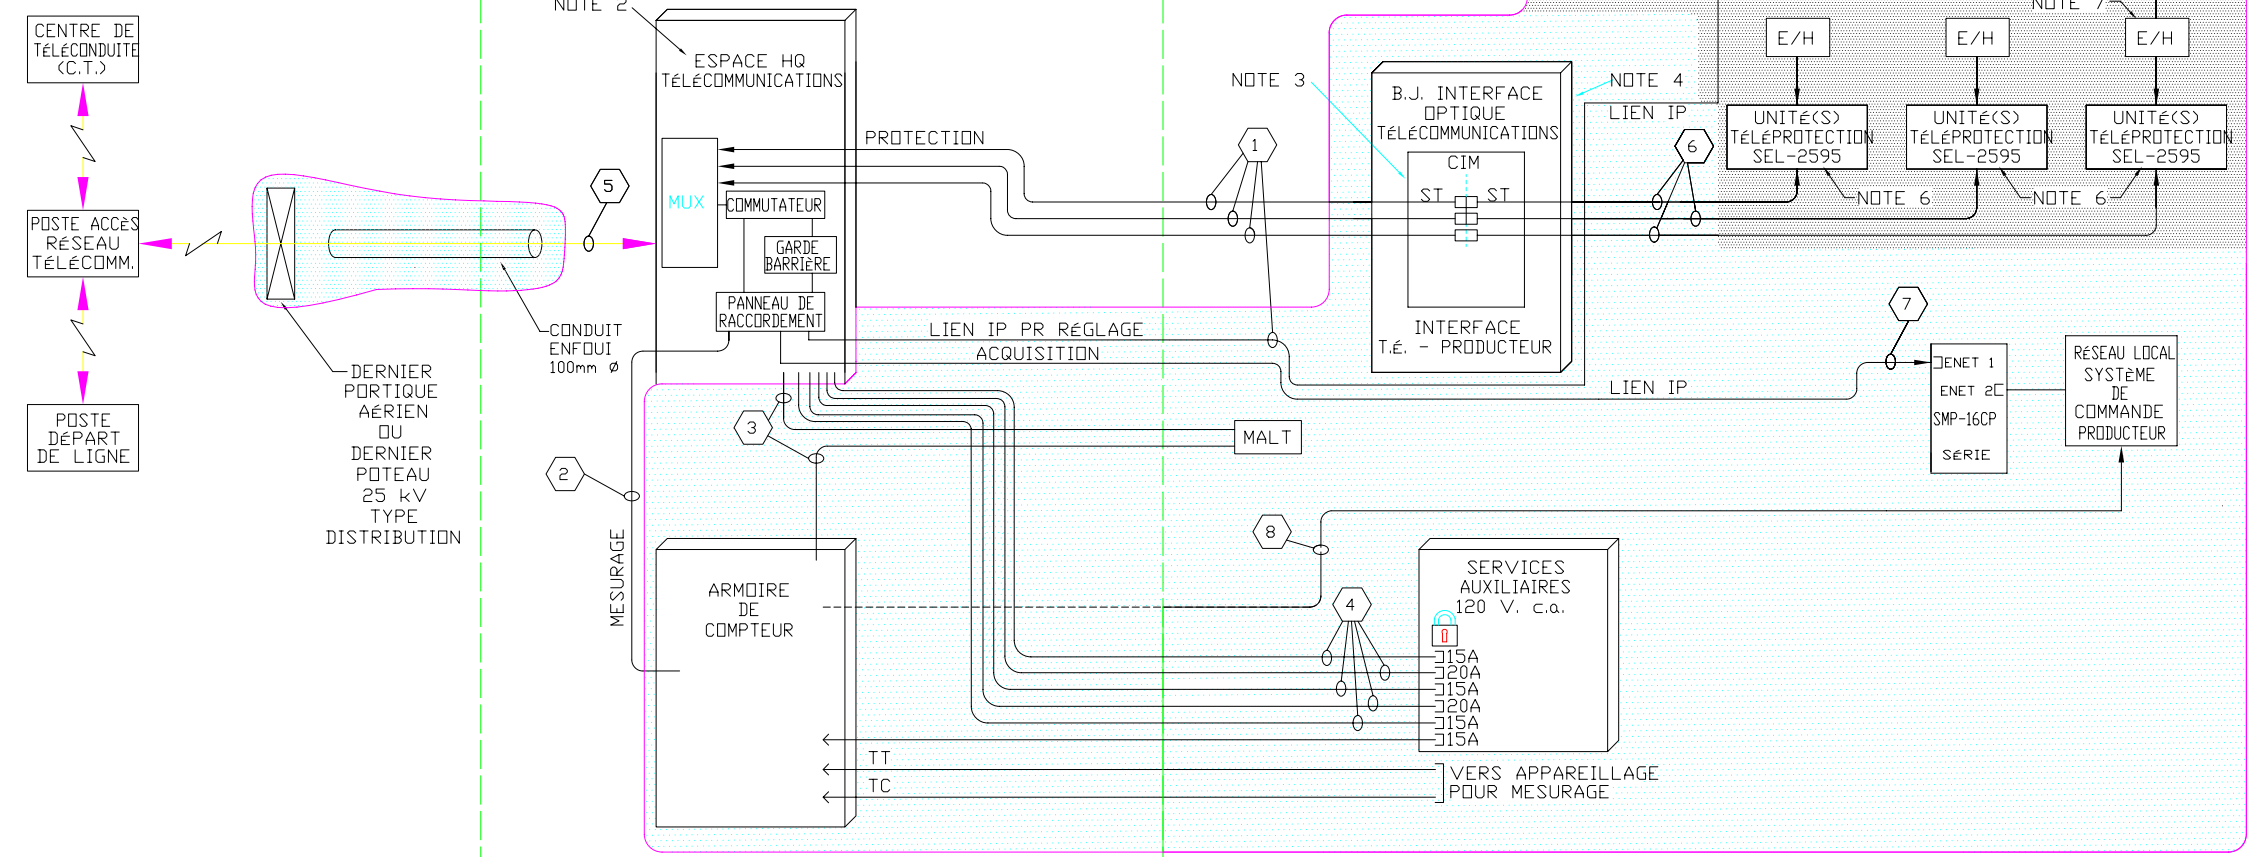 CENTRE DE
TÉLÉCONDUITE
(C.T.)
POSTE ACCÈS
RÉSEAU
TÉLÉCOMM.
POSTE
DÉPART
DE LIGNE
DERNIER
PORTIQUE
AÉRIEN
OU
DERNIER
POTEAU
25 kV
TYPE
DISTRIBUTION
CONDUIT
ENFOUI
100mm Ø
5
NOTE 2
ESPACE HQ
TÉLÉCOMMUNICATIONS
MUX
COMMUTATEUR
GARDE
BARRIÈRE
PANNEAU DE
RACCORDEMENT
PROTECTION
LIEN IP PR RÉGLAGE
ACQUISITION
1
NOTE 3
B.J. INTERFACE
OPTIQUE
TÉLÉCOMMUNICATIONS
CIM
ST
ST
INTERFACE
T.É. - PRODUCTEUR
NOTE 4
LIEN IP
6
NOTE 7
E/H
E/H
E/H
UNITÉ(S)
TÉLÉPROTECTION
SEL-2595
UNITÉ(S)
TÉLÉPROTECTION
SEL-2595
UNITÉ(S)
TÉLÉPROTECTION
SEL-2595
NOTE 6
NOTE 6
7
LIEN IP
ENET 1
ENET 2
SMP-16CP
SÉRIE
RÉSEAU LOCAL
SYSTÈME
DE
COMMANDE
PRODUCTEUR
3
MALT
2
MESURAGE
8
ARMOIRE
DE
COMPTEUR
4
SERVICES
AUXILIAIRES
120 V. c.a.
15A
20A
15A
20A
15A
15A
TT
TC
VERS APPAREILLAGE
POUR MESURAGE